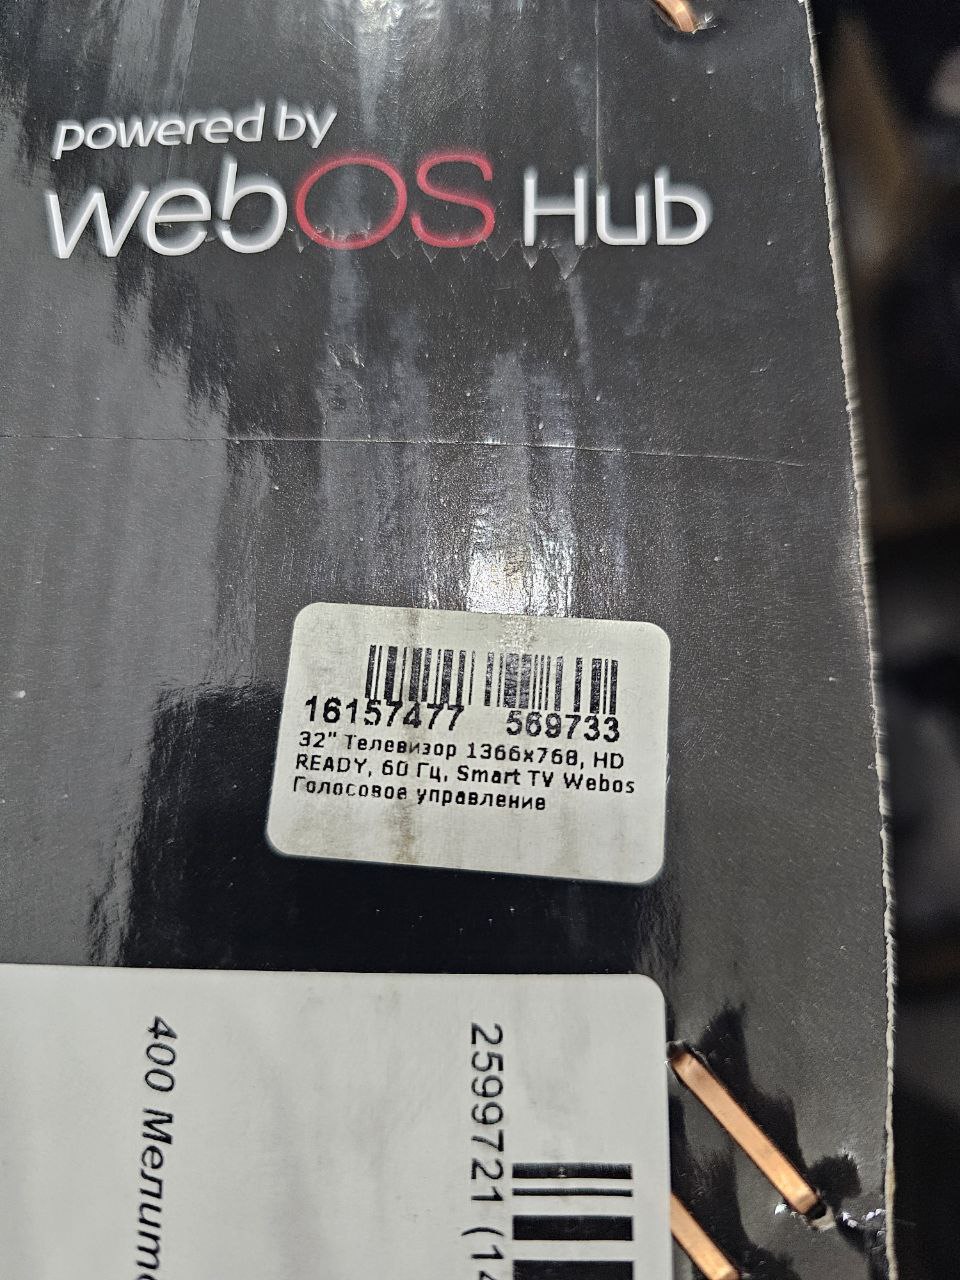 powered by
webOS Hub
16157477 569733
32" Телевизор 1366x768, HD
READY, 60 Гц, Smart TV Webos
Голосовое управление
2599721 (14
400